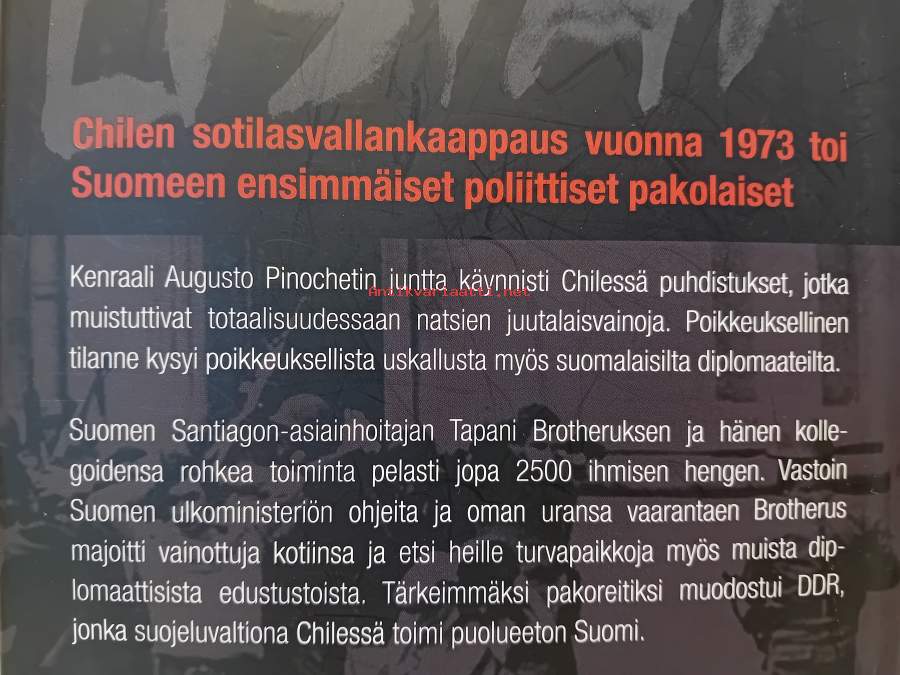 Chilen sotilasvallankaappaus vuonna 1973 toi
Suomeen ensimmäiset poliittiset pakolaiset
Kenraali Augusto Pinochetin juntta käynnisti Chilessä puhdistukset, jotka
Antikvariaatti.net
muistuttivat totaalisuudessaan natsien juutalaisvainoja. Poikkeuksellinen
tilanne kysyi poikkeuksellista uskallusta myös suomalaisilta diplomaateilta.
Suomen Santiagon-asiainhoitajan Tapani Brotheruksen ja hänen kolle-
goidensa rohkea toiminta pelasti jopa 2500 ihmisen hengen. Vastoin
Suomen ulkoministeriön ohjeita ja oman uransa vaarantaen Brotherus
majoitti vainottuja kotiinsa ja etsi heille turvapaikkoja myös muista dip-
lomaattisista edustustoista. Tärkeimmäksi pakoreitiksi muodostui DDR,
jonka suojeluvaltiona Chilessä toimi puolueeton Suomi.